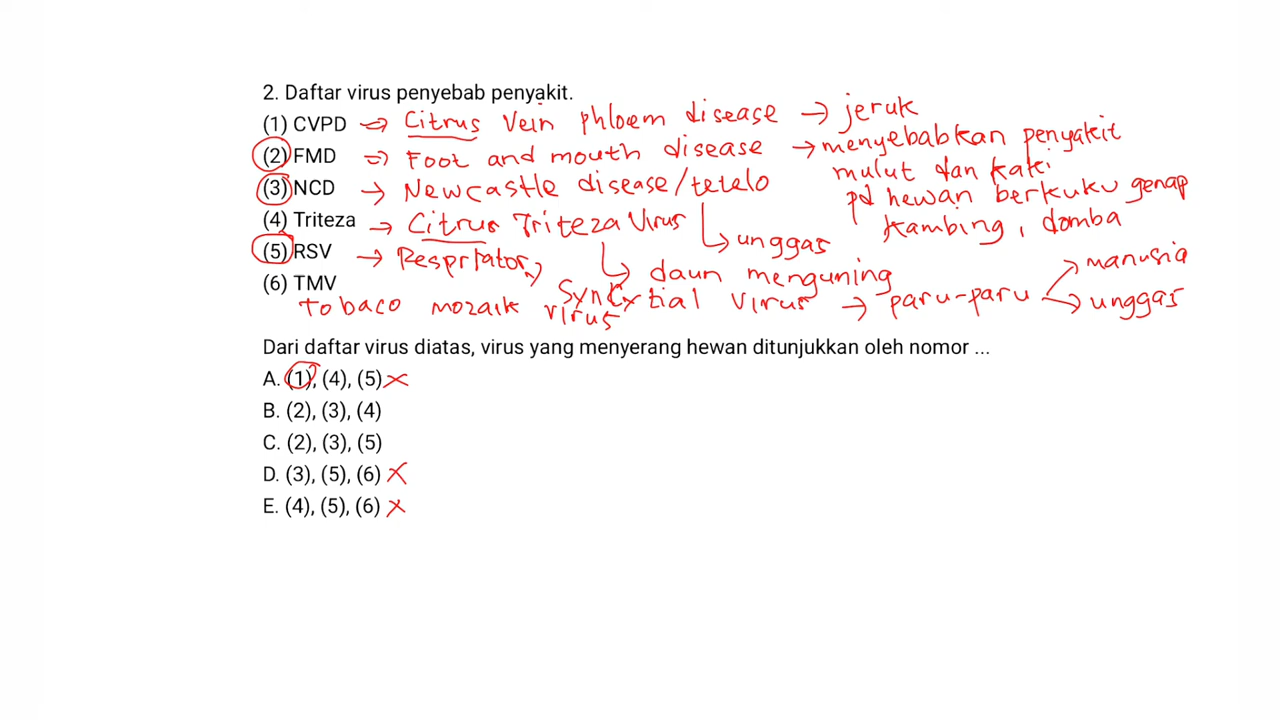 2. Daftar virus penyebab penyakit.
(1) CVPD → Citrus Vein phloem disease → jeruk
(2) FMD → Foot and mouth disease → menyebabkan penyakit
mulut dan kaki
(3) NCD → Newcastle disease/tetelo
pd hewan berkuku genap
(4) Triteza → Citrus Triteza Virus
kambing, domba
unggas
(5) RSV → Respiratory
daun menguning
manusia
(6) TMV
Syncytial virus → paru-paru
unggas
tobaco mozaik virus
Dari daftar virus diatas, virus yang menyerang hewan ditunjukkan oleh nomor ...
A. (1), (4), (5) ×
B. (2), (3), (4)
C. (2), (3), (5)
D. (3), (5), (6) ×
E. (4), (5), (6) ×